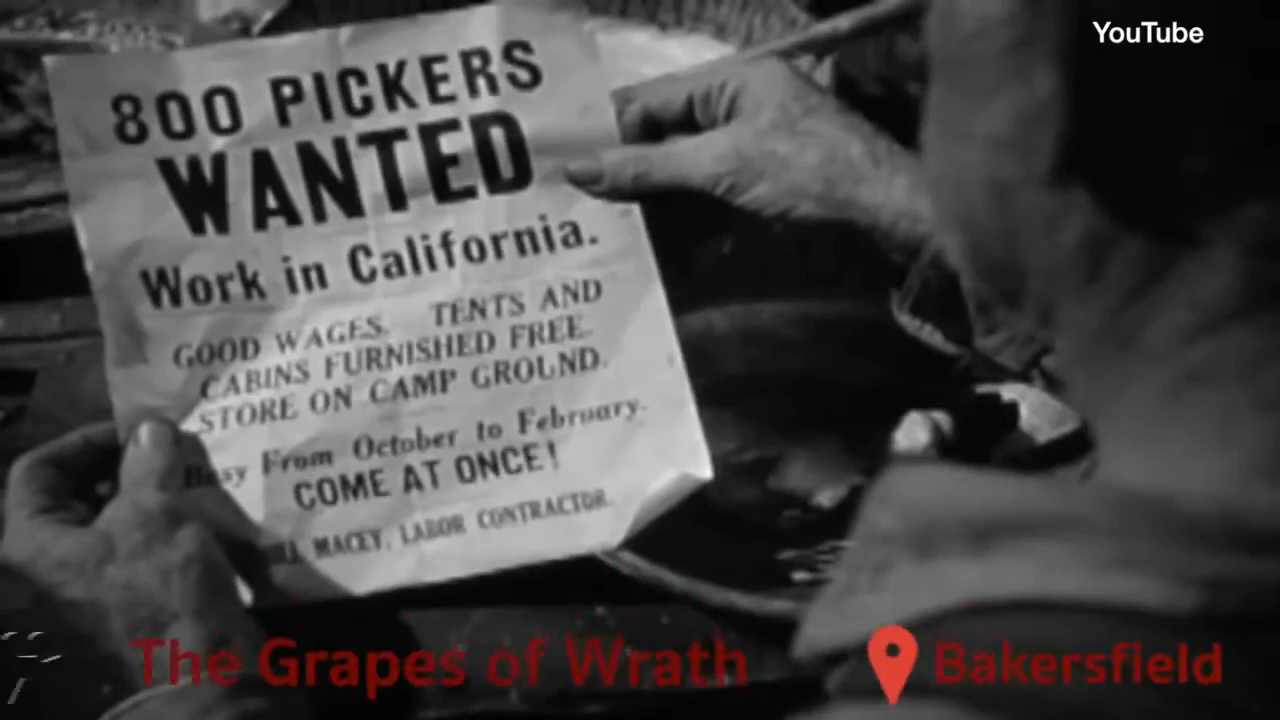 YouTube
800 PICKERS
WANTED
Work in California.
GOOD WAGES. TENTS AND
CABINS FURNISHED FREE.
STORE ON CAMP GROUND.
From October to February.
COME AT ONCE!
MACEY, LABOR CONTRACTOR.
The Grapes of Wrath
Bakersfield